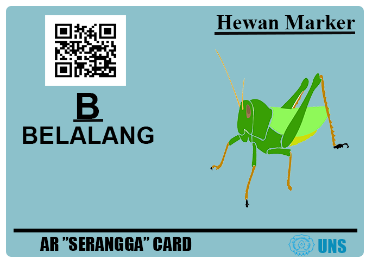 Hewan Marker
B
BELALANG
AR "SERANGGA" CARD
UNS